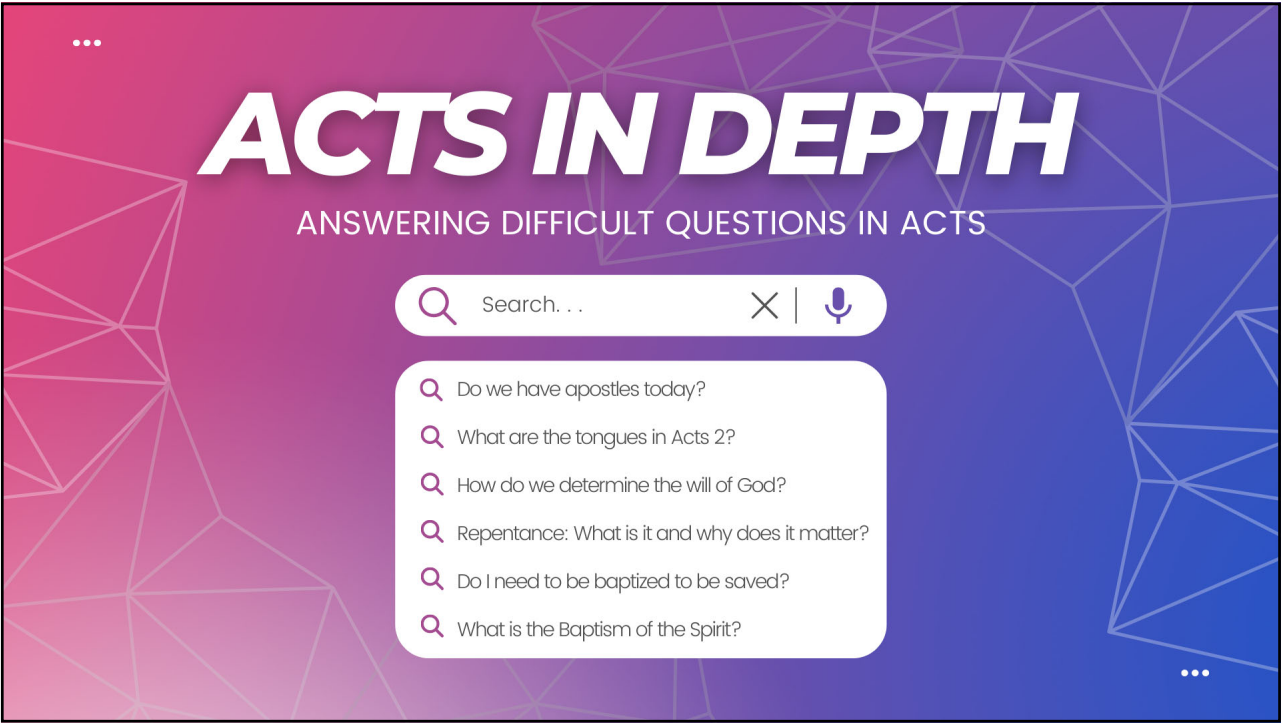 ACTS IN DEPTH
ANSWERING DIFFICULT QUESTIONS IN ACTS
Search. . .
Do we have apostles today?
What are the tongues in Acts 2?
How do we determine the will of God?
Repentance: What is it and why does it matter?
Do I need to be baptized to be saved?
What is the Baptism of the Spirit?